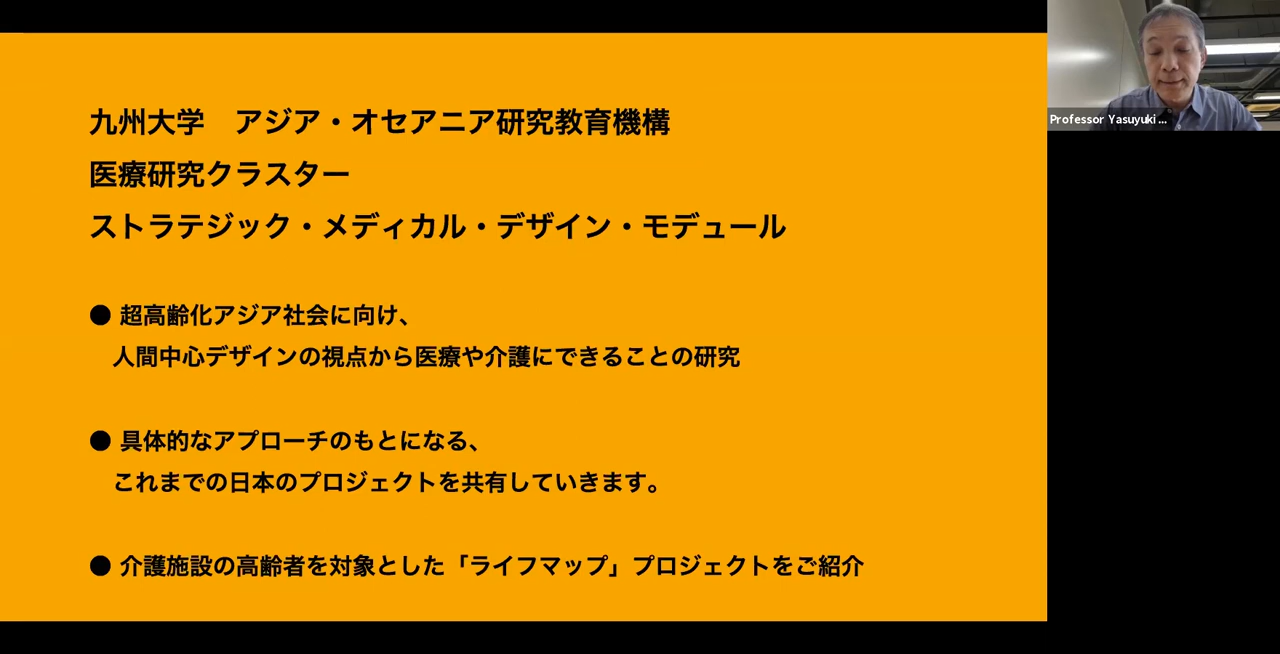 九州大学　アジア・オセアニア研究教育機構
医療研究クラスター
ストラテジック・メディカル・デザイン・モデュール
● 超高齢化アジア社会に向け、
人間中心デザインの視点から医療や介護にできることの研究
● 具体的なアプローチのもとになる、
これまでの日本のプロジェクトを共有していきます。
● 介護施設の高齢者を対象とした「ライフマップ」プロジェクトをご紹介
Professor Yasuyuki ...